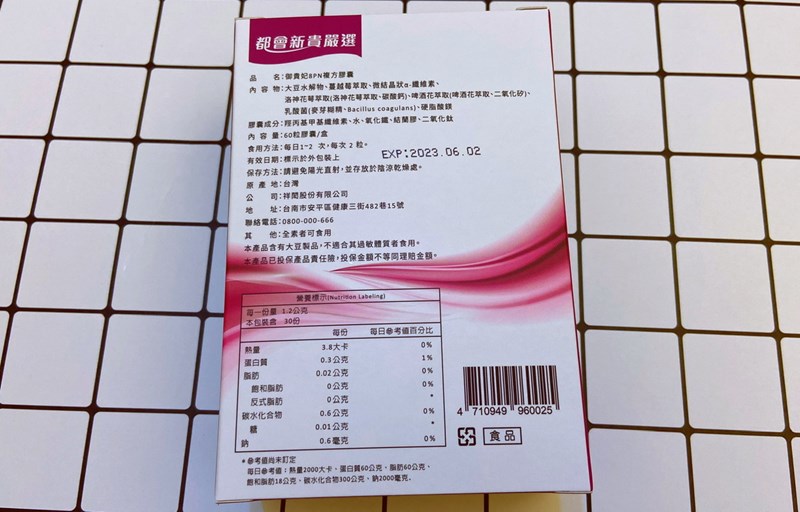 都會新貴嚴選
品名:御貴妃8PN複方膠囊
內容物:大豆水解物、蔓越莓萃取、微結晶狀α-纖維素、
洛神花萼萃取(洛神花萼萃取、碳酸鈣)、啤酒花萃取(啤酒花萃取、二氧化矽)、
乳酸菌(麥芽糊精、Bacillus coagulans)、硬脂酸鎂
膠囊成分:羥丙基甲基纖維素、水、氧化鐵、結蘭膠、二氧化鈦
內容量:60粒膠囊/盒
食用方法:每日1~2 次,每次 2 粒。
有效日期:標示於外包裝上 EXP:2023.06.02
保存方法:請避免陽光直射,並存放於陰涼乾燥處。
原產地:台灣
公司:祥閎股份有限公司
地址:台南市安平區健康三街482巷15號
聯絡電話:0800-000-666
其他:全素者可食用
本產品含有大豆製品,不適合其過敏體質者食用。
本產品已投保產品責任險,投保金額不等同理賠金額。
營養標示(Nutrition Labeling)
每一份量 1.2公克
本包裝含 30份
每份 每日參考值百分比
熱量 3.8大卡 0%
蛋白質 0.3公克 1%
脂肪 0.02公克 0%
飽和脂肪 0公克 0%
反式脂肪 0公克 *
碳水化合物 0.6公克 0%
糖 0.01公克 *
鈉 0.6毫克 0%
*參考值尚未訂定
每日參考值:熱量2000大卡、蛋白質60公克、脂肪60公克、
飽和脂肪18公克、碳水化合物300公克、鈉2000毫克.
4 710949 960025
食品